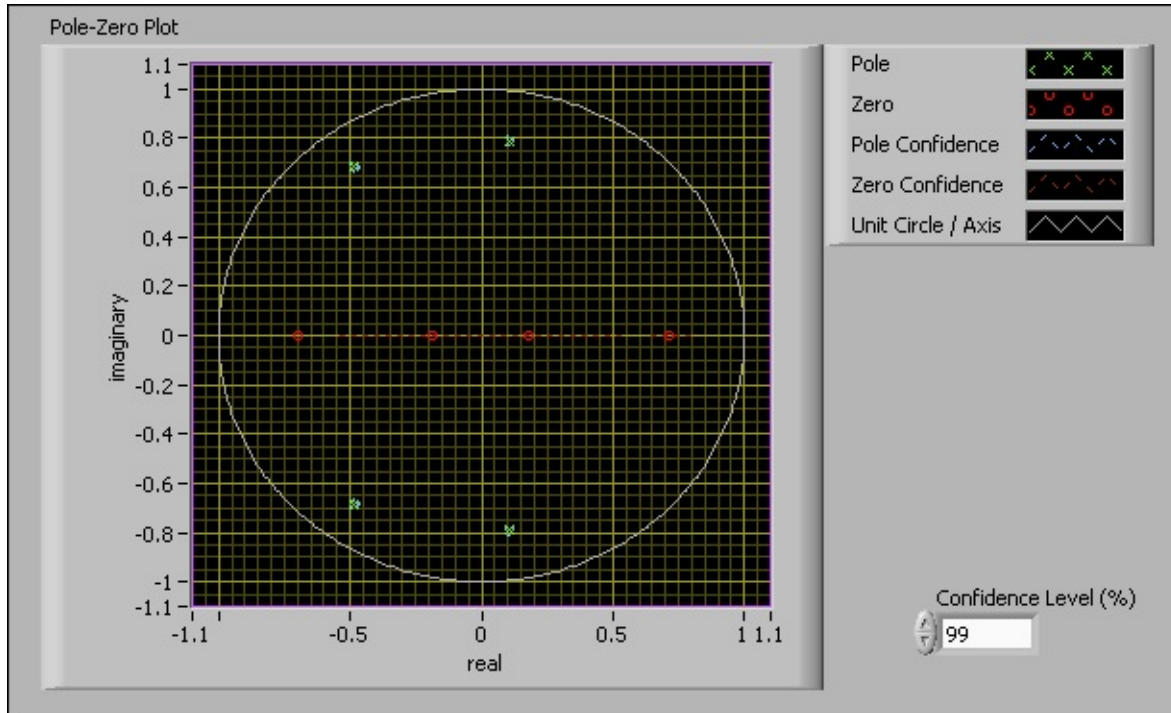 Pole-Zero Plot
1.1
1
0.8
0.6
0.4
0.2
0
-0.2
-0.4
-0.6
-0.8
-1
-1.1
imaginary
-1.1
-0.5
0
0.5
1
1.1
real
Pole
Zero
Pole Confidence
Zero Confidence
Unit Circle / Axis
Confidence Level (%)
99